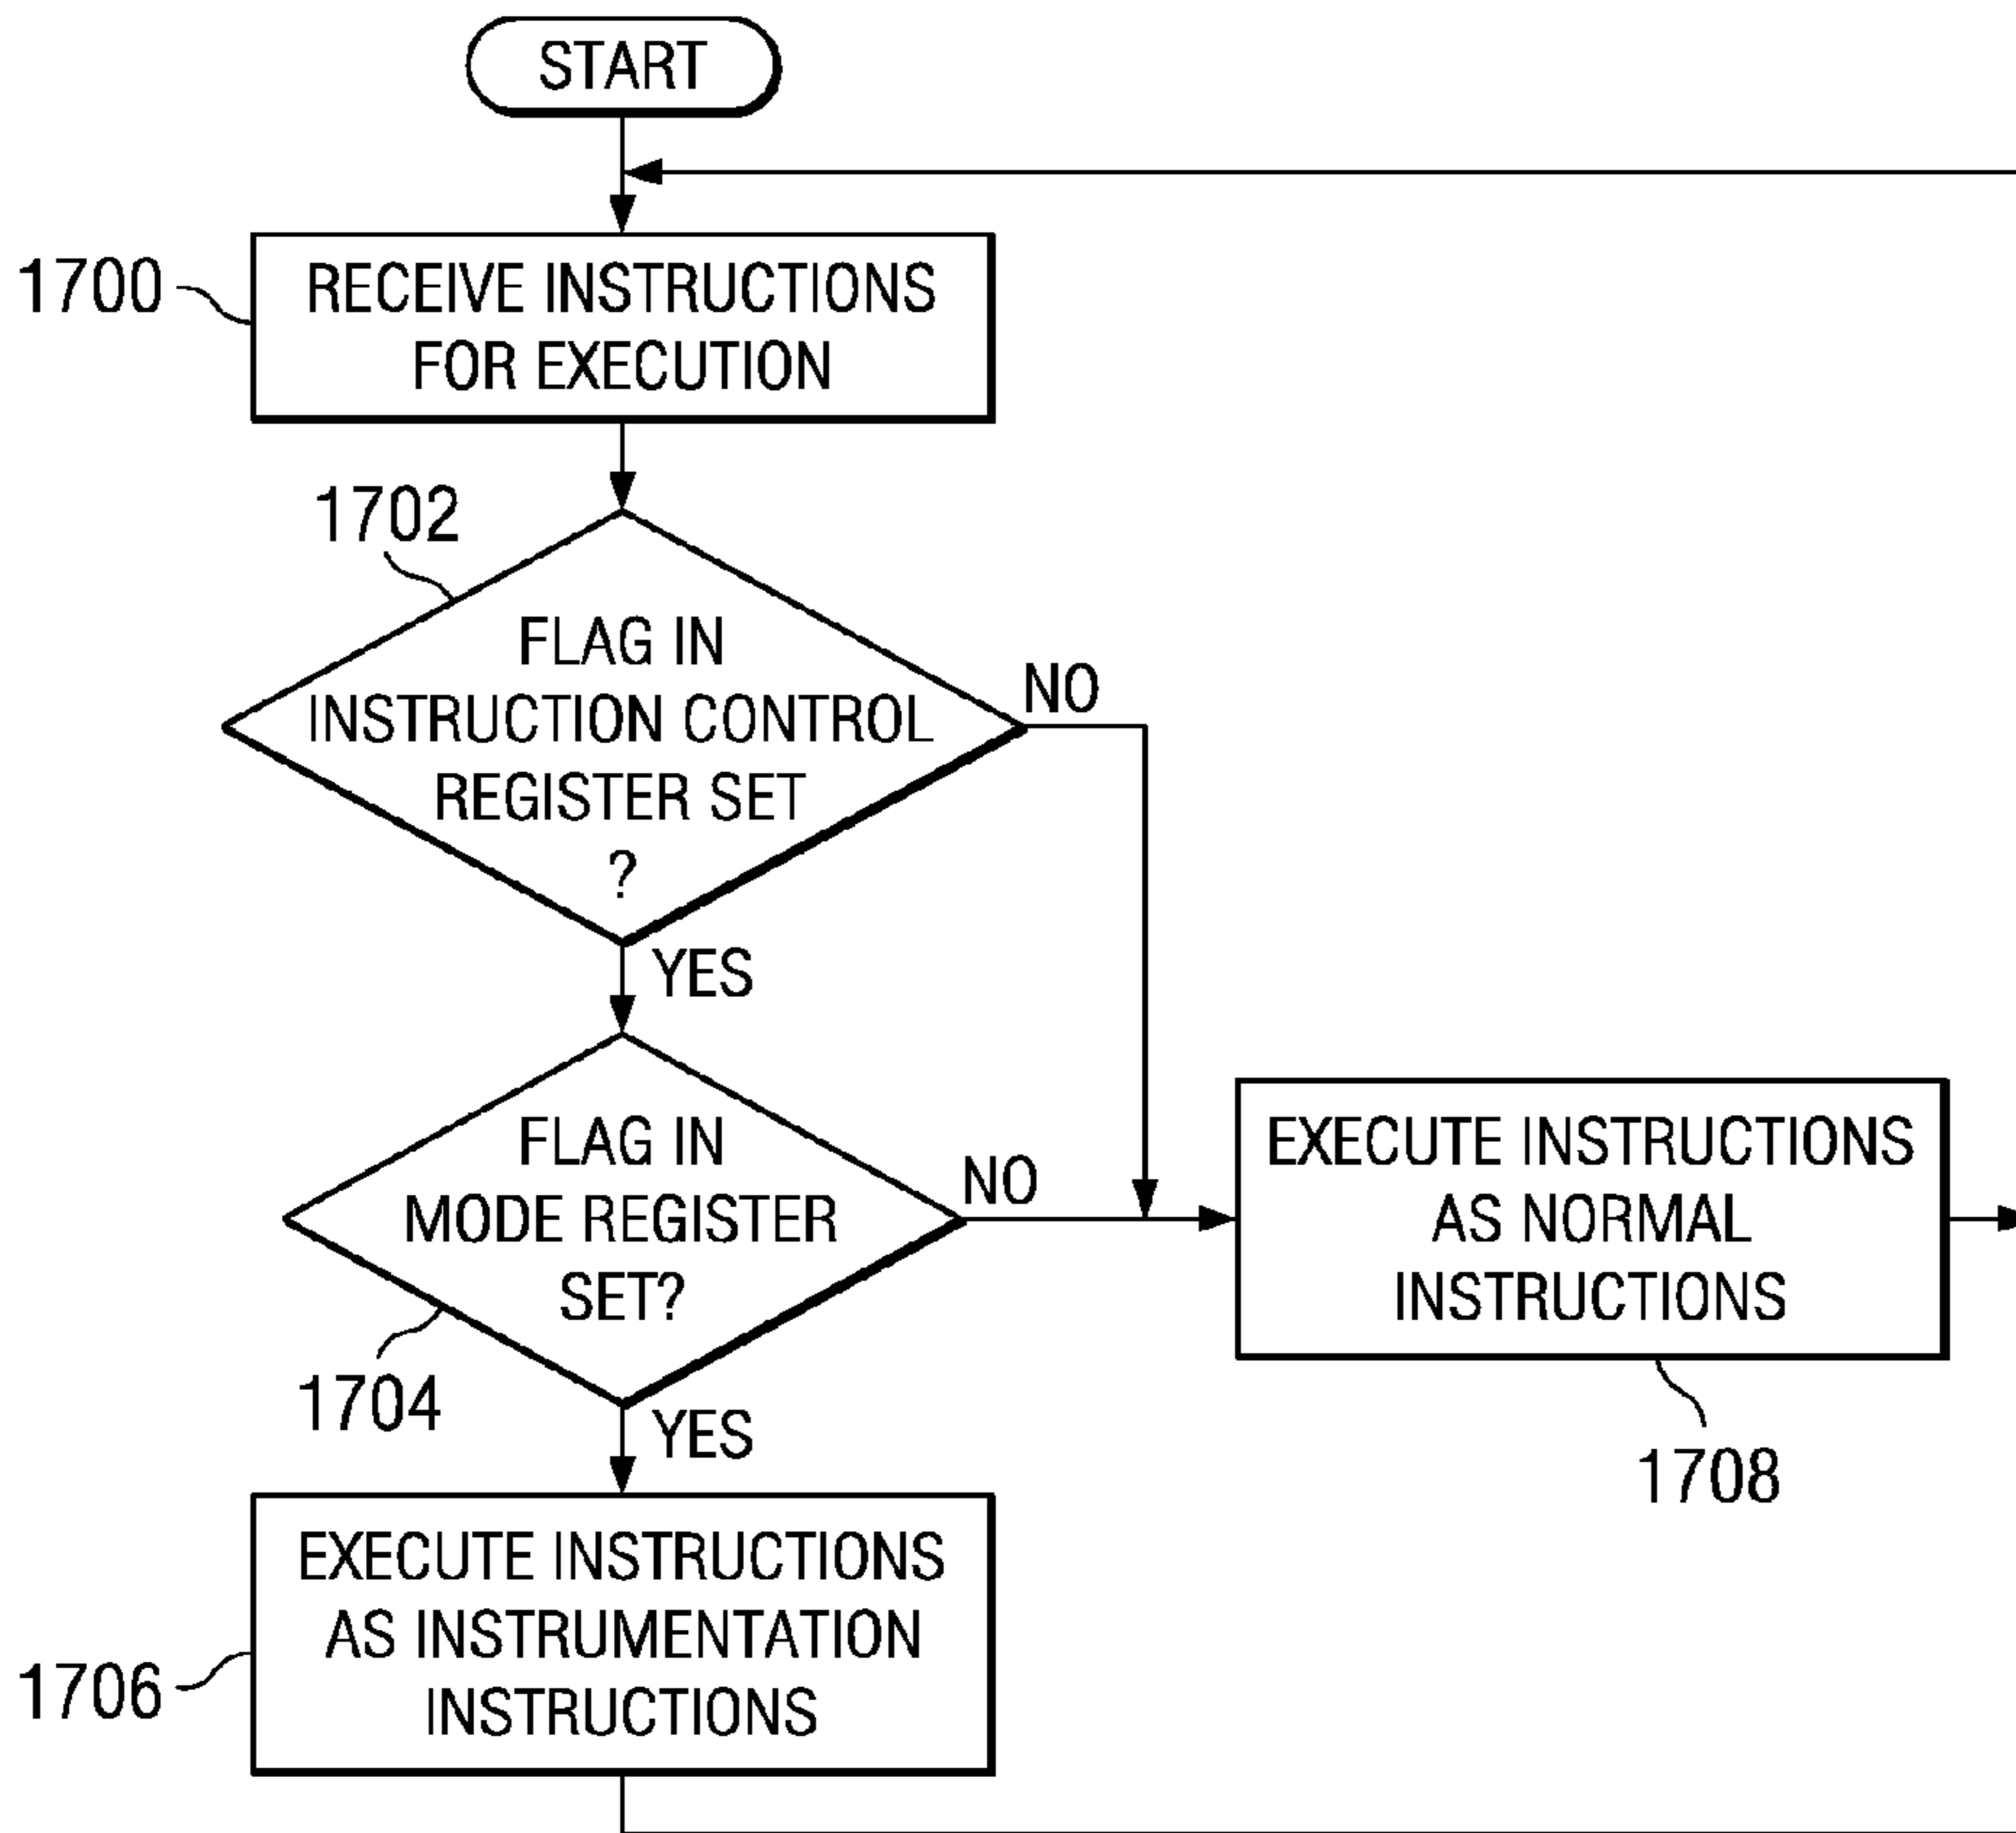 START
1700
RECEIVE INSTRUCTIONS
FOR EXECUTION
1702
FLAG IN
INSTRUCTION CONTROL
REGISTER SET
?
NO
YES
FLAG IN
MODE REGISTER
SET?
NO
1704
YES
EXECUTE INSTRUCTIONS
AS NORMAL
INSTRUCTIONS
1708
EXECUTE INSTRUCTIONS
AS INSTRUMENTATION
INSTRUCTIONS
1706